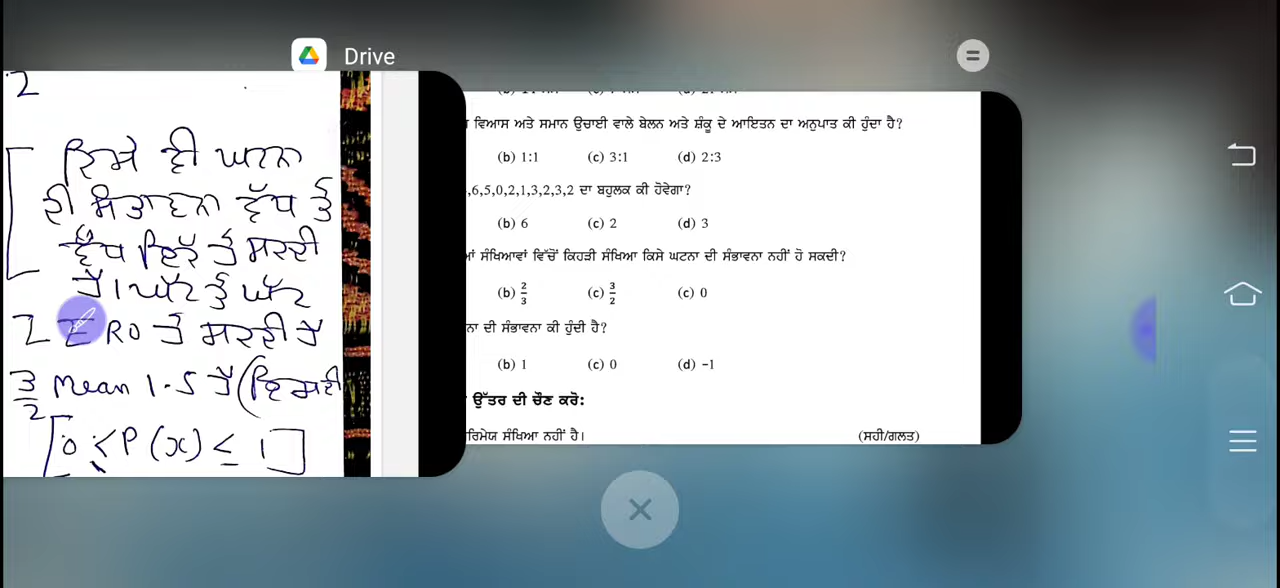 Drive
2
ਕਿਸੇ ਵੀ ਘਟਨਾ
ਦੀ ਸੰਭਾਵਨਾ ਵੱਧ ਤੋਂ
ਵੱਧ ਇੱਕ ਹੋ ਸਕਦੀ
ਹੈ। ਘੱਟ ਤੋਂ ਘੱਟ
ZERO ਹੋ ਸਕਦੀ ਹੈ
3/2 Mean 1.5 ਹੈ (ਇਸਦੀ
0 ≤ P(x) ≤ 1
ਵਿਆਸ ਅਤੇ ਸਮਾਨ ਉਚਾਈ ਵਾਲੇ ਬੇਲਨ ਅਤੇ ਸ਼ੰਕੂ ਦੇ ਆਇਤਨ ਦਾ ਅਨੁਪਾਤ ਕੀ ਹੁੰਦਾ ਹੈ?
(b) 1:1 (c) 3:1 (d) 2:3
,6,5,0,2,1,3,2,3,2 ਦਾ ਬਹੁਲਕ ਕੀ ਹੋਵੇਗਾ?
(b) 6 (c) 2 (d) 3
ਸੰਖਿਆਵਾਂ ਵਿੱਚੋਂ ਕਿਹੜੀ ਸੰਖਿਆ ਕਿਸੇ ਘਟਨਾ ਦੀ ਸੰਭਾਵਨਾ ਨਹੀਂ ਹੋ ਸਕਦੀ?
(b) 2/3 (c) 3/2 (c) 0
ਦੀ ਸੰਭਾਵਨਾ ਕੀ ਹੁੰਦੀ ਹੈ?
(b) 1 (c) 0 (d) -1
ਉੱਤਰ ਦੀ ਚੌਣ ਕਰੋ:
ਸੰਖਿਆ ਨਹੀਂ ਹੈ। (ਸਹੀ/ਗਲਤ)